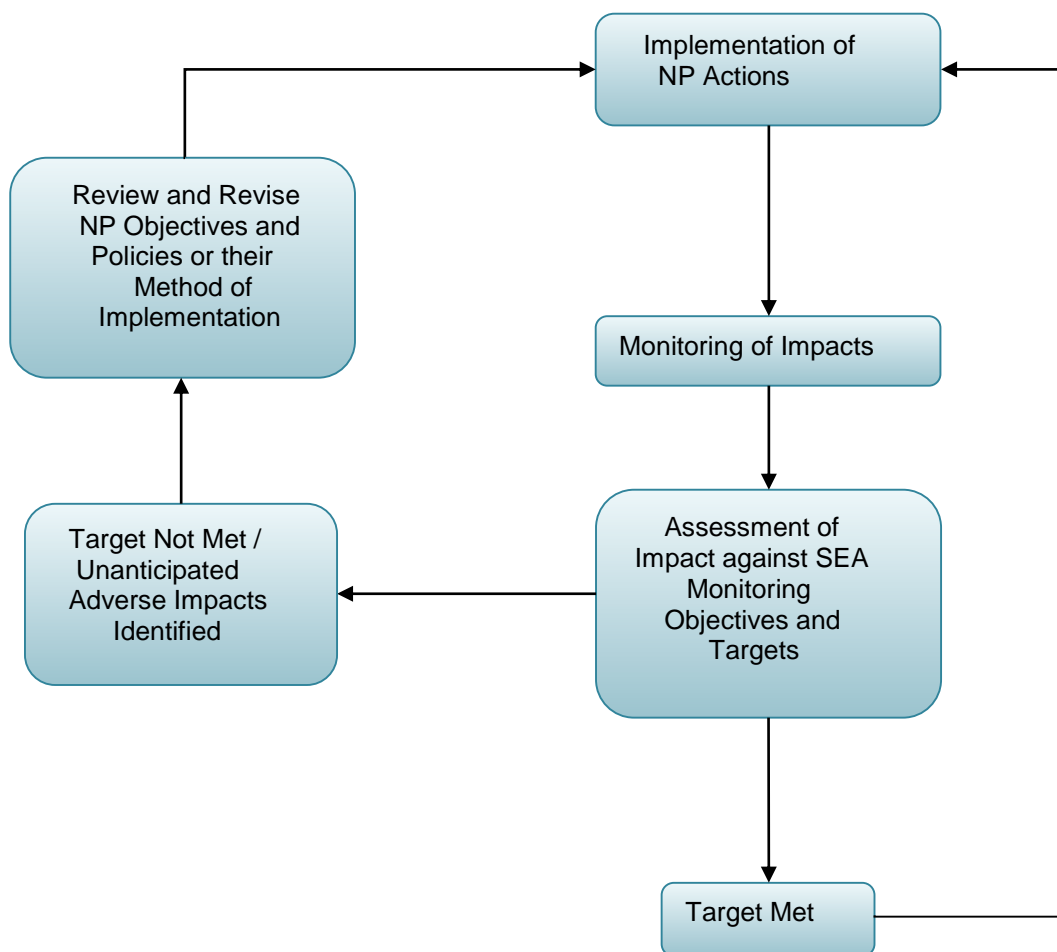 Implementation of
NP Actions
Review and Revise
NP Objectives and
Policies or their
Method of
Implementation
Monitoring of Impacts
Assessment of
Impact against SEA
Monitoring
Objectives and
Targets
Target Not Met /
Unanticipated
Adverse Impacts
Identified
Target Met